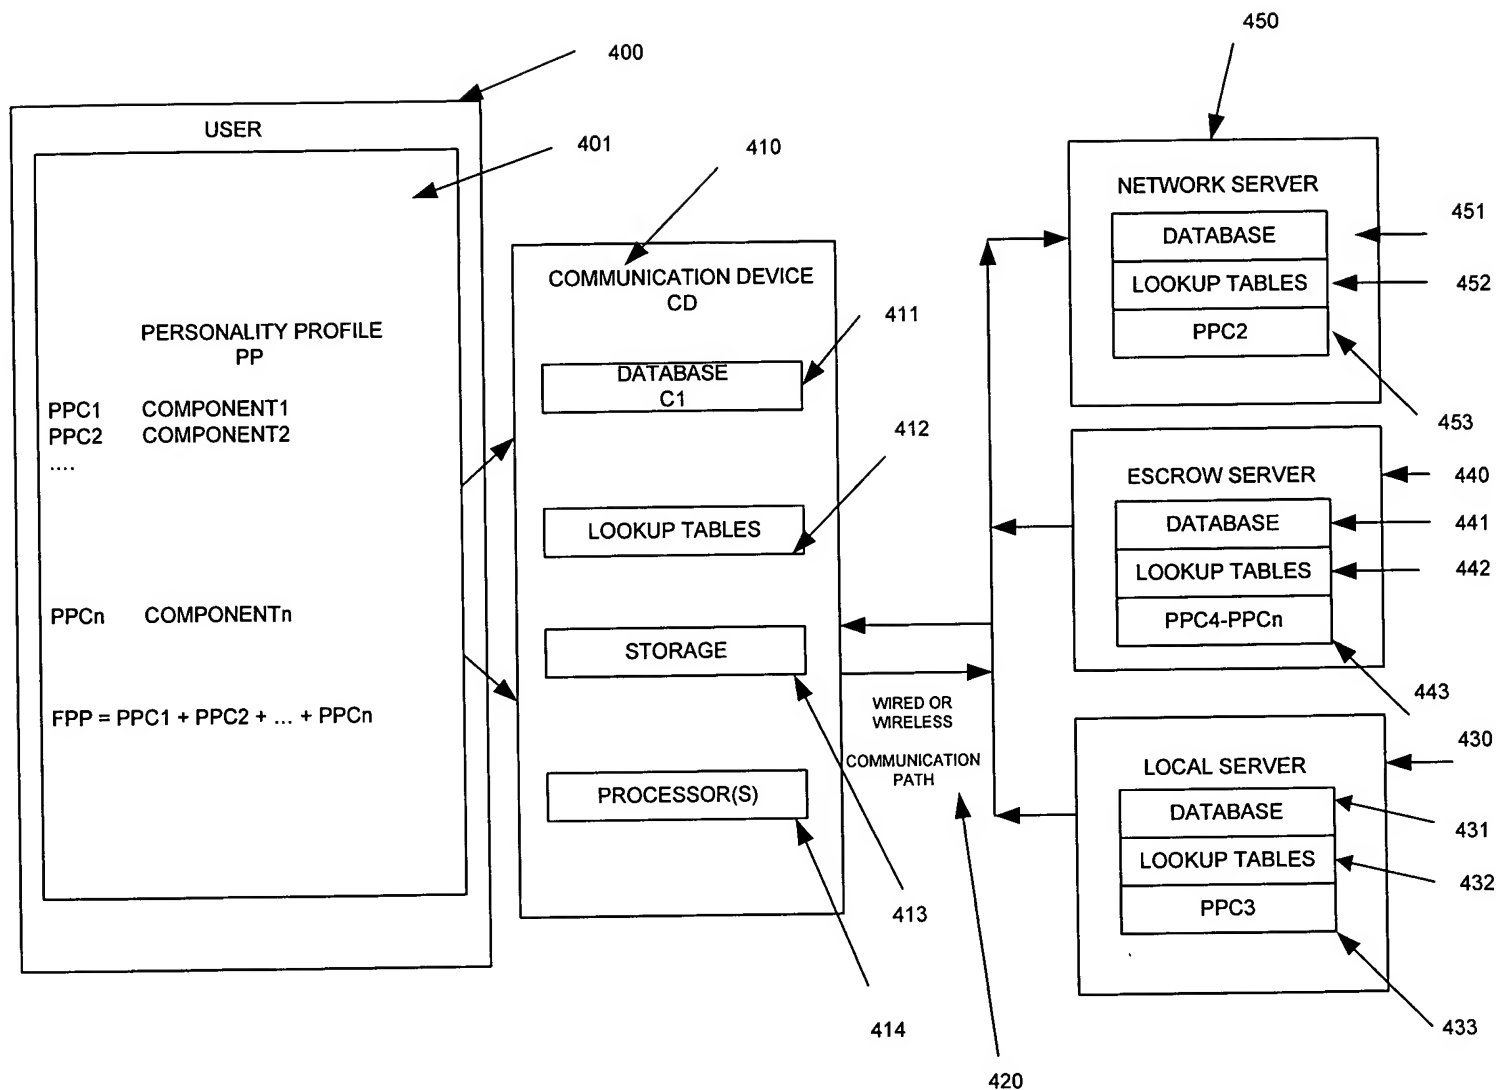 400
USER
401
PERSONALITY PROFILE
PP
PPC1 COMPONENT1
PPC2 COMPONENT2
....
PPCn COMPONENTn
FPP = PPC1 + PPC2 + ... + PPCn
410
COMMUNICATION DEVICE
CD
411
DATABASE
C1
412
LOOKUP TABLES
STORAGE
PROCESSOR(S)
413
414
WIRED OR
WIRELESS
COMMUNICATION
PATH
420
450
NETWORK SERVER
DATABASE
451
LOOKUP TABLES
452
PPC2
453
ESCROW SERVER
440
DATABASE
441
LOOKUP TABLES
442
PPC4-PPCn
443
LOCAL SERVER
430
DATABASE
431
LOOKUP TABLES
432
PPC3
433